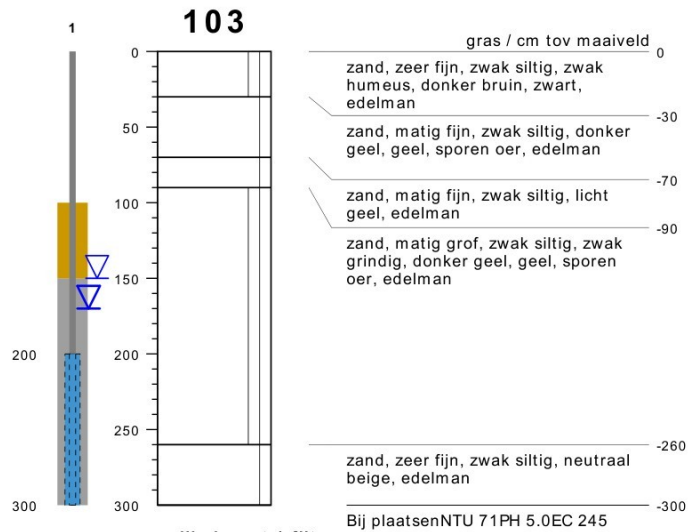 103
1
gras / cm tov maaiveld
0
0
zand, zeer fijn, zwak siltig, zwak
humeus, donker bruin, zwart,
edelman
-30
50
zand, matig fijn, zwak siltig, donker
geel, geel, sporen oer, edelman
-70
zand, matig fijn, zwak siltig, licht
geel, edelman
100
-90
zand, matig grof, zwak siltig, zwak
grindig, donker geel, geel, sporen
oer, edelman
150
200
200
250
-260
zand, zeer fijn, zwak siltig, neutraal
beige, edelman
300
300
-300
Bij plaatsenNTU 71PH 5.0EC 245